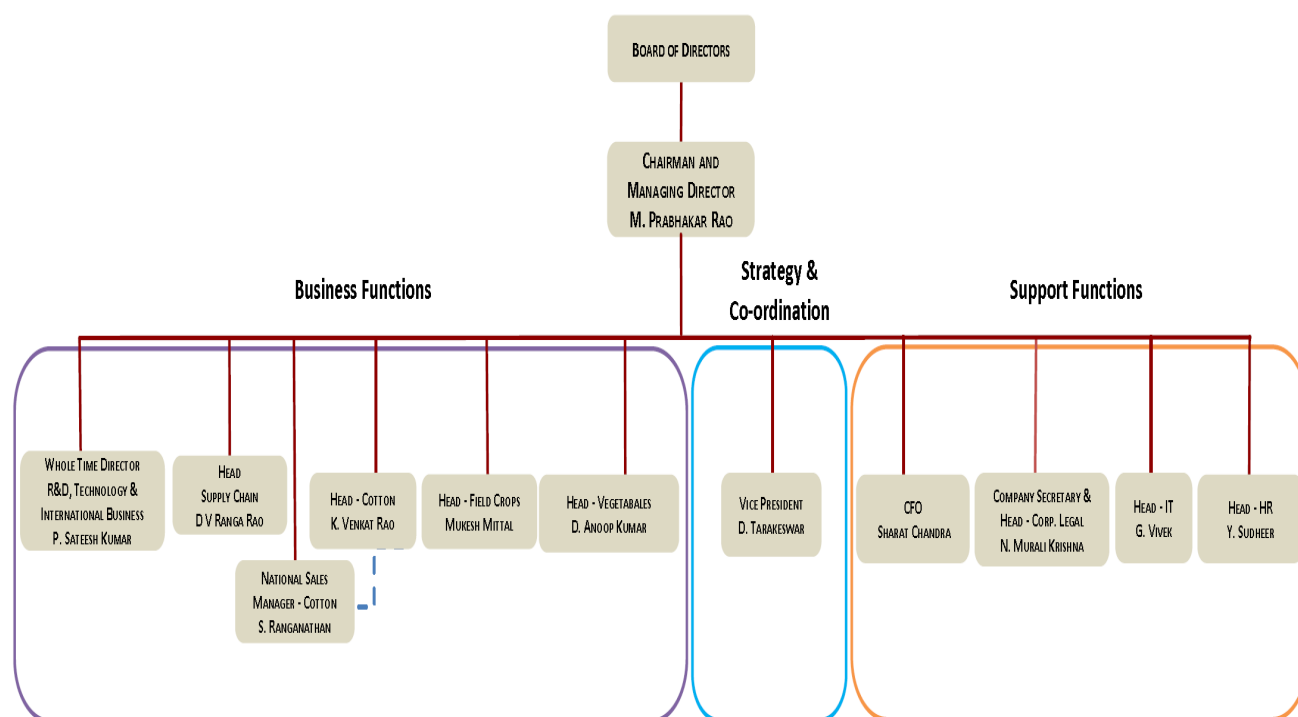 Board of Directors
Chairman and
Managing Director
M. Prabhakar Rao
Business Functions
Strategy &
Co-ordination
Support Functions
Whole Time Director
R&D, Technology &
International Business
P. Sateesh Kumar
Head
Supply Chain
D V Ranga Rao
National Sales
Manager - Cotton
S. Ranganathan
Head - Cotton
K. Venkat Rao
Head - Field Crops
Mukesh Mittal
Head - Vegetabales
D. Anoop Kumar
Vice President
D. Tarakeswar
CFO
Sharat Chandra
Company Secretary &
Head - Corp. Legal
N. Murali Krishna
Head - IT
G. Vivek
Head - HR
Y. Sudheer